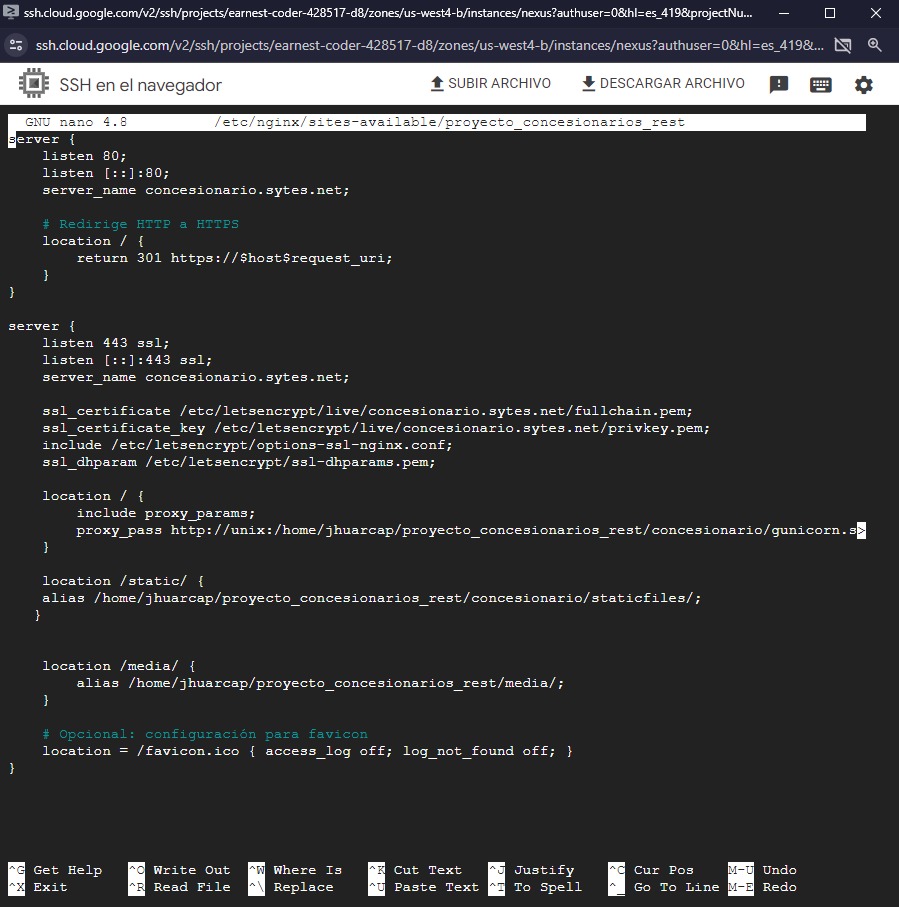 ssh.cloud.google.com/v2/ssh/projects/earnest-coder-428517-d8/zones/us-west4-b/instances/nexus?authuser=0&hl=es_419&projectNu...
ssh.cloud.google.com/v2/ssh/projects/earnest-coder-428517-d8/zones/us-west4-b/instances/nexus?authuser=0&hl=es_419&...
SSH en el navegador
SUBIR ARCHIVO
DESCARGAR ARCHIVO
GNU nano 4.8 /etc/nginx/sites-available/proyecto_concesionarios_rest
server {
    listen 80;
    listen [::]:80;
    server_name concesionario.sytes.net;

    # Redirige HTTP a HTTPS
    location / {
        return 301 https://$host$request_uri;
    }
}

server {
    listen 443 ssl;
    listen [::]:443 ssl;
    server_name concesionario.sytes.net;

    ssl_certificate /etc/letsencrypt/live/concesionario.sytes.net/fullchain.pem;
    ssl_certificate_key /etc/letsencrypt/live/concesionario.sytes.net/privkey.pem;
    include /etc/letsencrypt/options-ssl-nginx.conf;
    ssl_dhparam /etc/letsencrypt/ssl-dhparams.pem;

    location / {
        include proxy_params;
        proxy_pass http://unix:/home/jhuarcap/proyecto_concesionarios_rest/concesionario/gunicorn.s>
    }

    location /static/ {
    alias /home/jhuarcap/proyecto_concesionarios_rest/concesionario/staticfiles/;
   }

    location /media/ {
        alias /home/jhuarcap/proyecto_concesionarios_rest/media/;
    }

    # Opcional: configuración para favicon
    location = /favicon.ico { access_log off; log_not_found off; }
}
^G Get Help ^O Write Out ^W Where Is ^K Cut Text ^J Justify ^C Cur Pos M-U Undo
^X Exit ^R Read File ^\ Replace ^U Paste Text ^T To Spell ^_ Go To Line M-E Redo